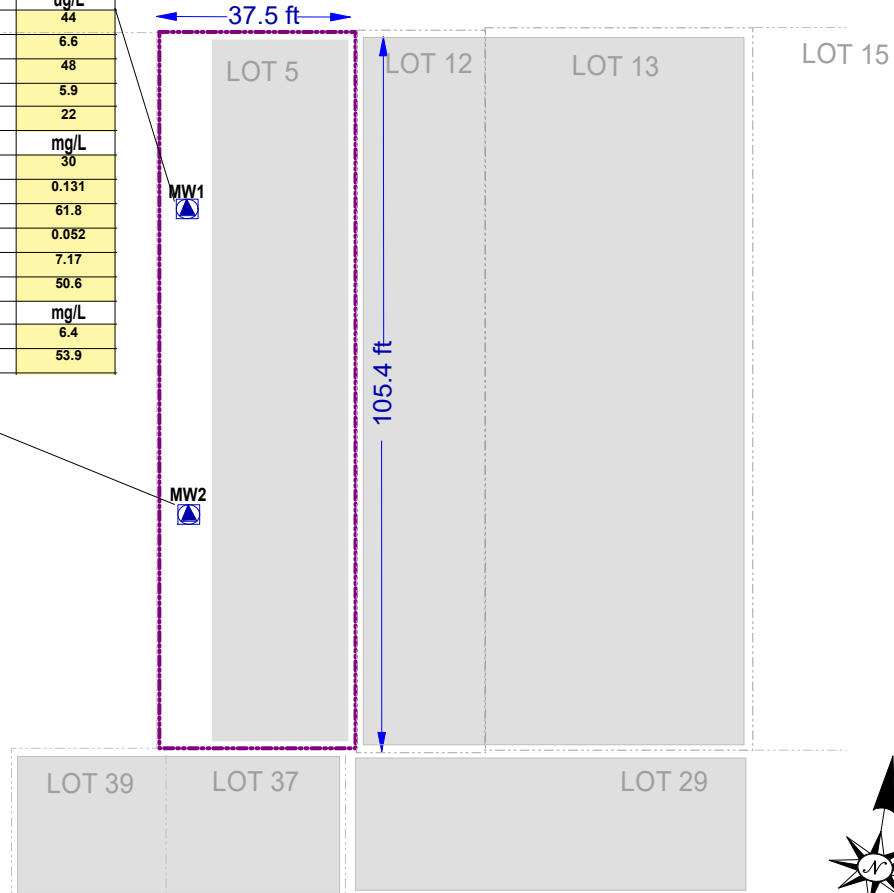 ug/L
44
6.6
48
5.9
22
mg/L
30
0.131
61.8
0.052
7.17
50.6
mg/L
6.4
53.9
37.5 ft
LOT 5
LOT 12
LOT 13
LOT 15
MW1
105.4 ft
MW2
LOT 39
LOT 37
LOT 29
N